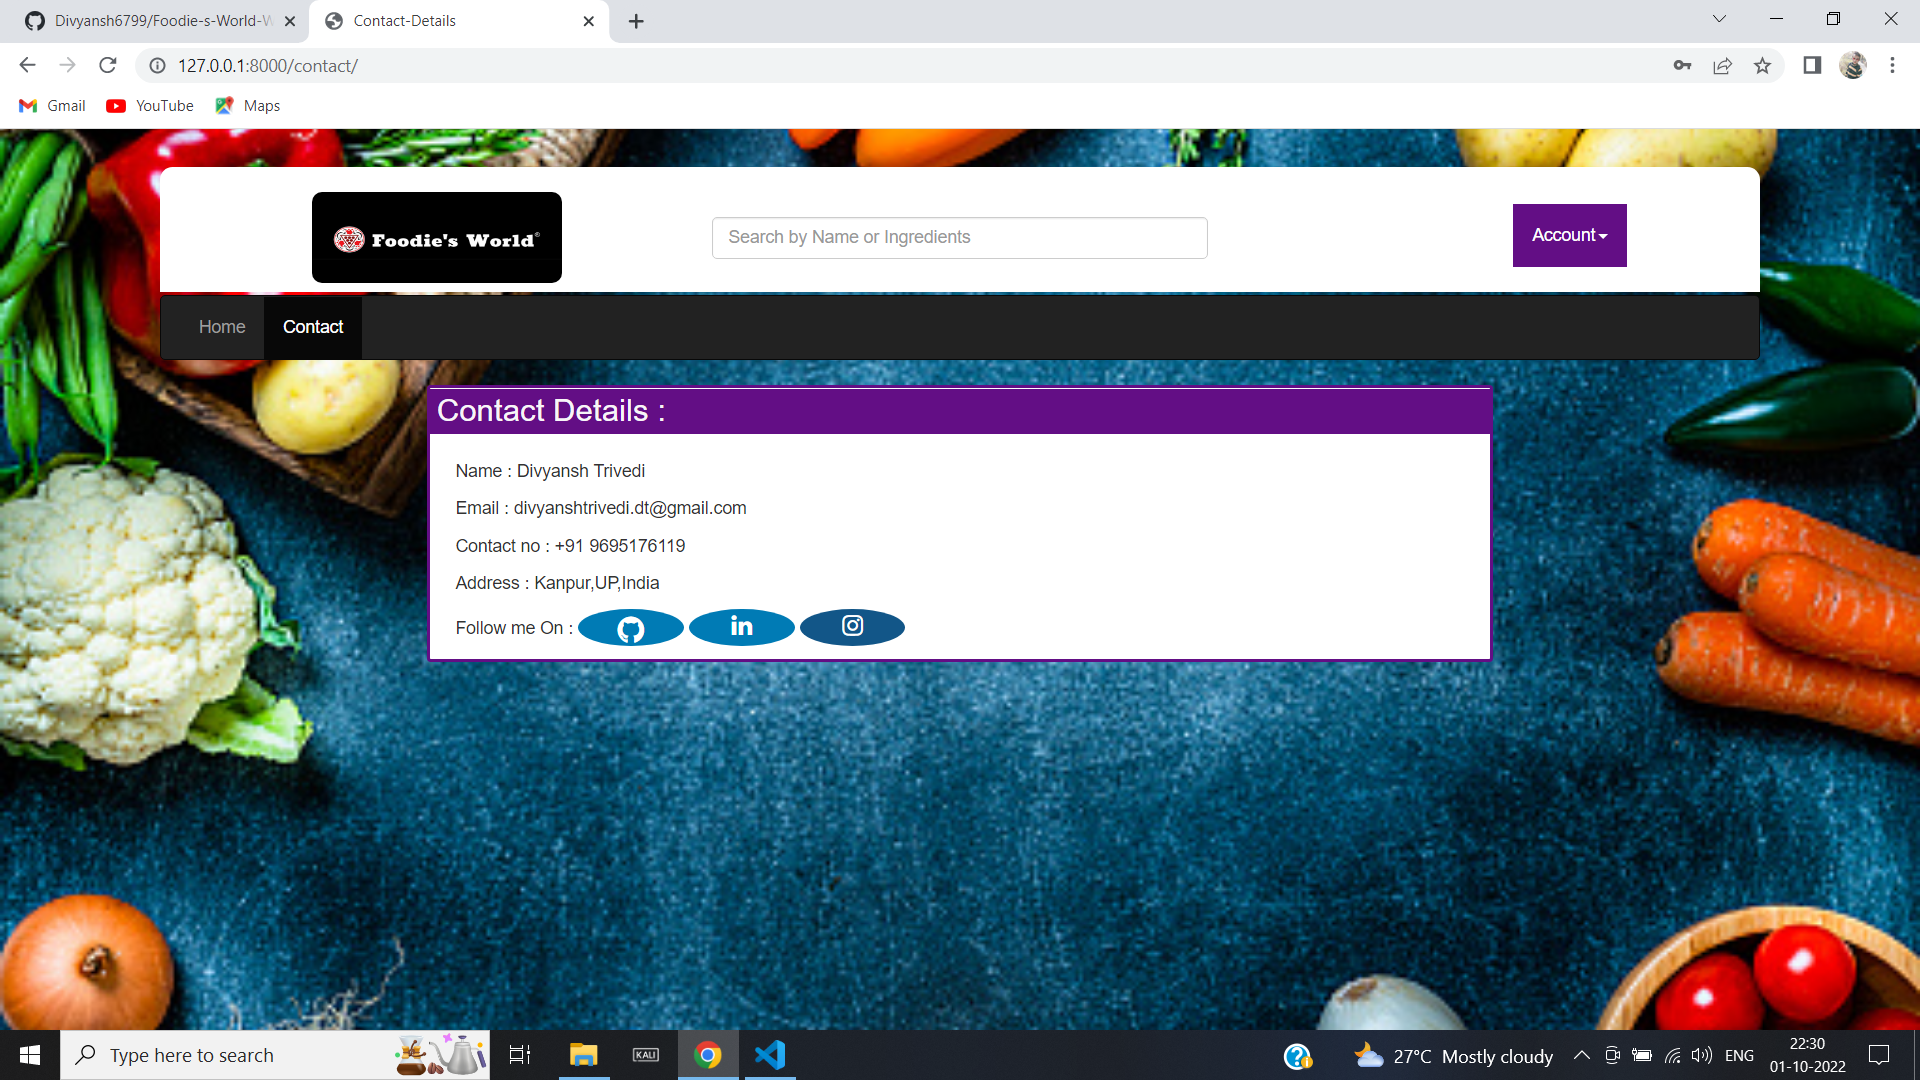 Divyansh6799/Foodie-s-World-W
Contact-Details
127.0.0.1:8000/contact/
Gmail
YouTube
Maps
Foodie's World®
Search by Name or Ingredients
Account
Home
Contact
Contact Details :
Name : Divyansh Trivedi
Email : divyanshtrivedi.dt@gmail.com
Contact no : +91 9695176119
Address : Kanpur,UP,India
Follow me On :
in
Type here to search
KALI
27°C Mostly cloudy
ENG
22:30
01-10-2022